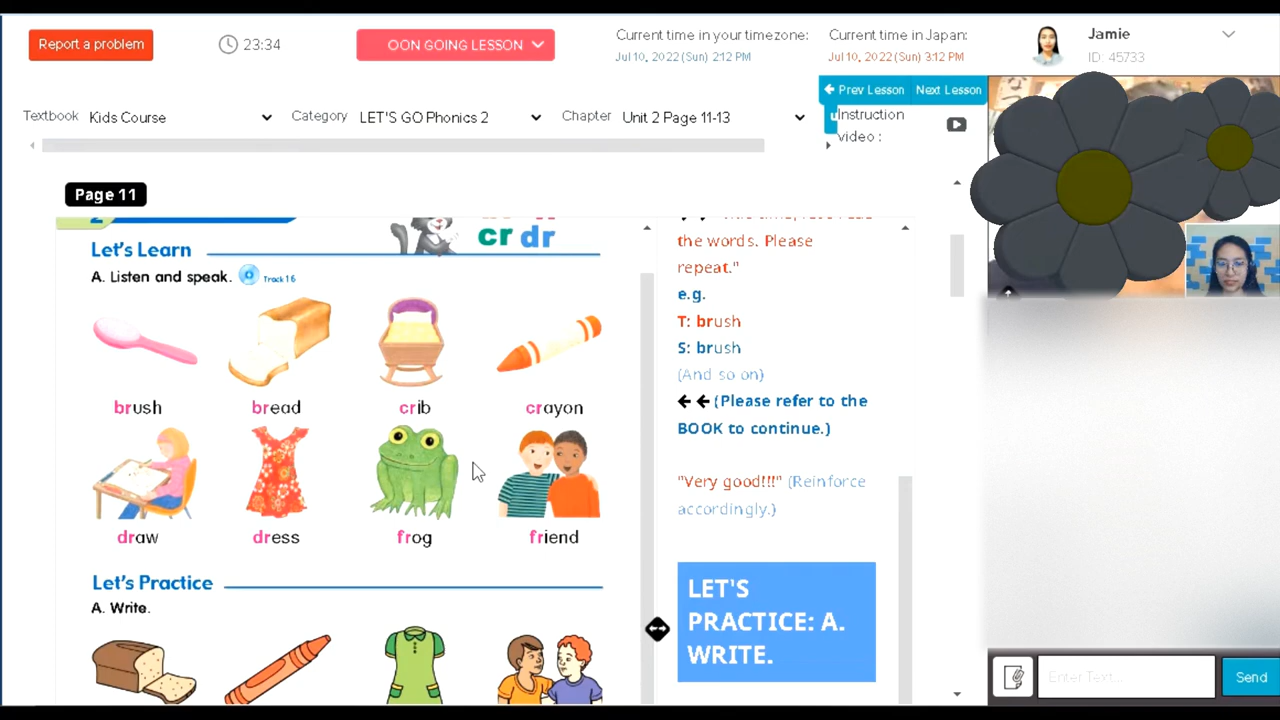 Report a problem
23:34
OON GOING LESSON
Current time in your timezone:
Jul 10, 2022 (Sun) 2:12 PM
Current time in Japan:
Jul 10, 2022 (Sun) 3:12 PM
Jamie
ID: 45733
Prev Lesson
Next Lesson
Textbook
Kids Course
Category
LET'S GO Phonics 2
Chapter
Unit 2 Page 11-13
Instruction
video :
Page 11
cr dr
Let's Learn
A. Listen and speak.
Track 16
brush
bread
crib
crayon
draw
dress
frog
friend
Let's Practice
A. Write.
the words. Please
repeat."
e.g.
T: brush
S: brush
(And so on)
(Please refer to the
BOOK to continue.)
"Very good!!!" (Reinforce
accordingly.)
LET'S
PRACTICE: A.
WRITE.
Enter Text...
Send